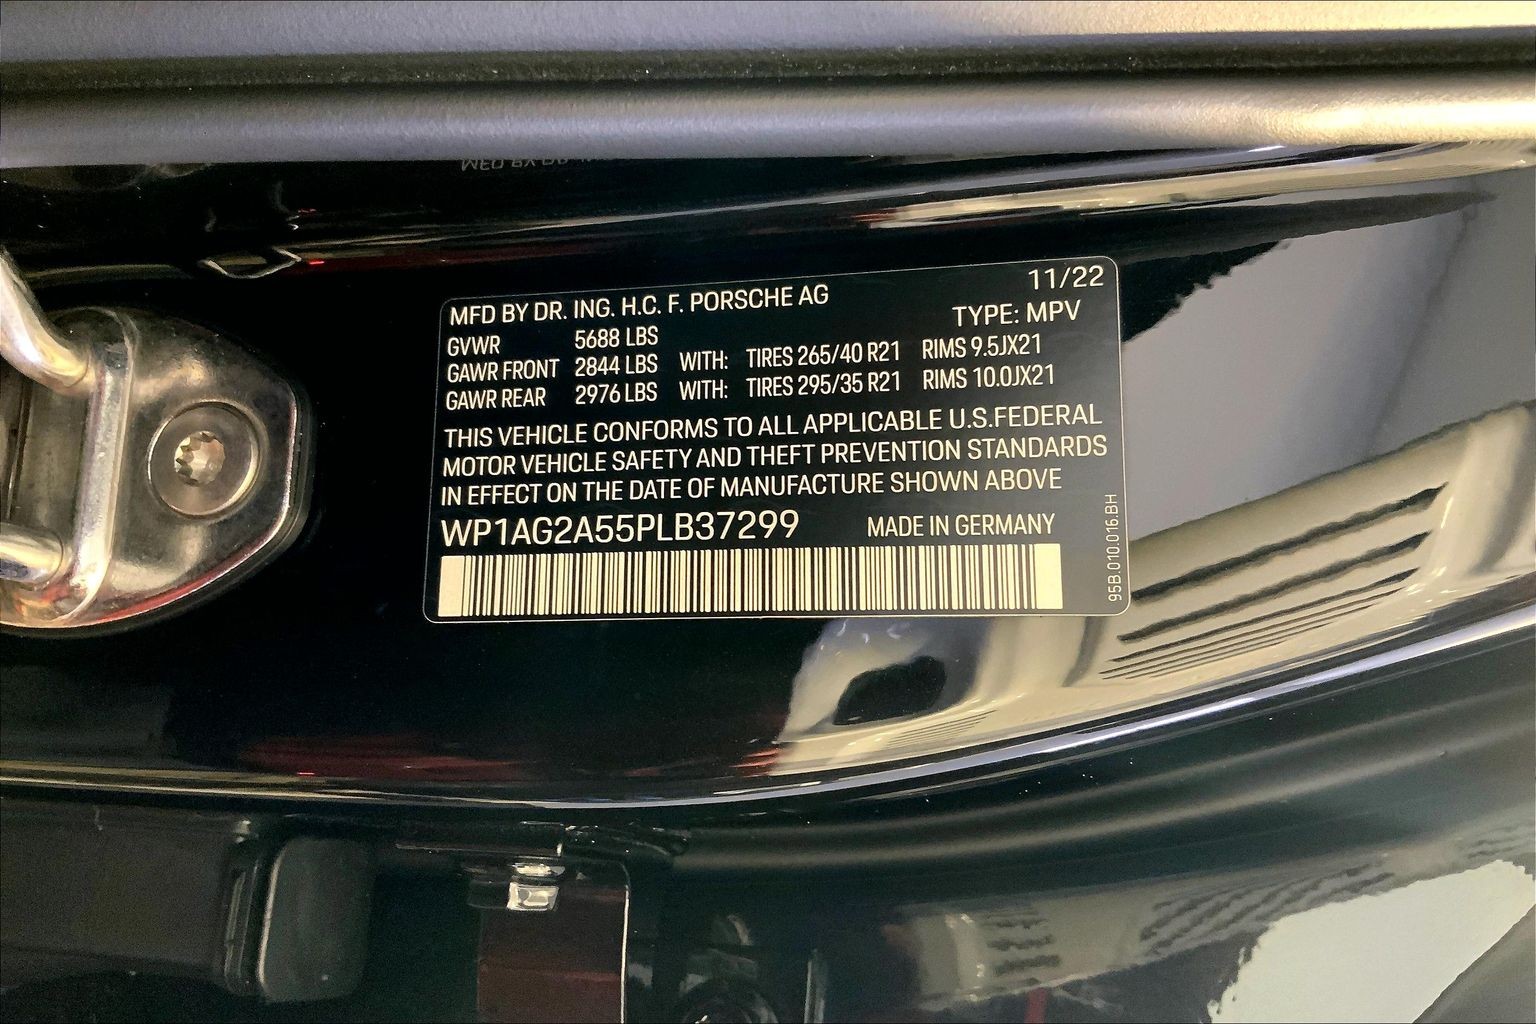 MFD BY DR. ING. H.C. F. PORSCHE AG 11/22
TYPE: MPV
GVWR 5688 LBS
GAWR FRONT 2844 LBS WITH: TIRES 265/40 R21 RIMS 9.5JX21
GAWR REAR 2976 LBS WITH: TIRES 295/35 R21 RIMS 10.0JX21
THIS VEHICLE CONFORMS TO ALL APPLICABLE U.S.FEDERAL
MOTOR VEHICLE SAFETY AND THEFT PREVENTION STANDARDS
IN EFFECT ON THE DATE OF MANUFACTURE SHOWN ABOVE
WP1AG2A55PLB37299 MADE IN GERMANY
95B.010.016.BH